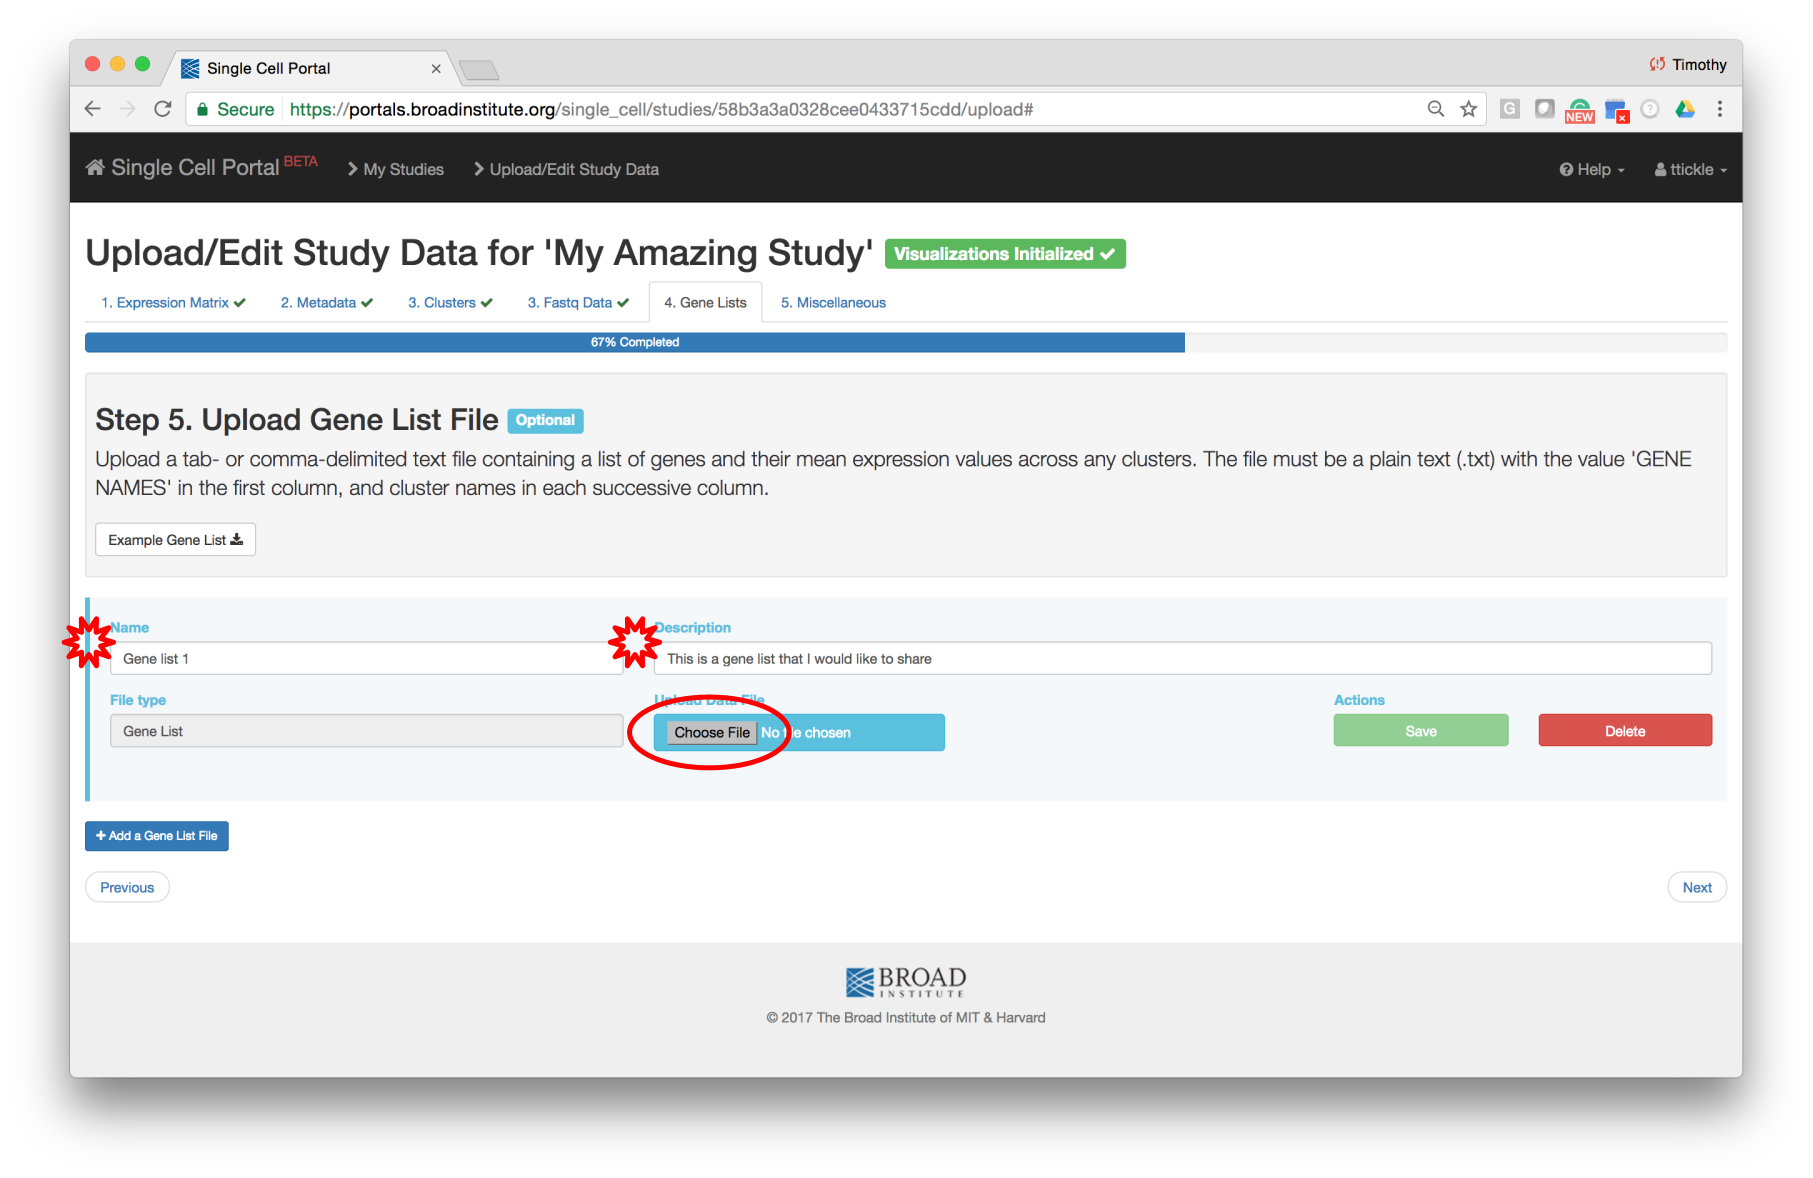 Single Cell Portal
Timothy
Secure https://portals.broadinstitute.org/single_cell/studies/58b3a3a0328cee0433715cdd/upload#
G
NEW
Single Cell Portal BETA My Studies Upload/Edit Study Data Help ttickle
Upload/Edit Study Data for 'My Amazing Study' Visualizations Initialized
1. Expression Matrix 2. Metadata 3. Clusters 3. Fastq Data 4. Gene Lists 5. Miscellaneous
67% Completed
Step 5. Upload Gene List File Optional
Upload a tab- or comma-delimited text file containing a list of genes and their mean expression values across any clusters. The file must be a plain text (.txt) with the value 'GENE
NAMES' in the first column, and cluster names in each successive column.
Example Gene List
Name Description
Gene list 1 This is a gene list that I would like to share
File type Upload Data File Actions
Gene List Choose File No file chosen Save Delete
+ Add a Gene List File
Previous Next
BROAD
INSTITUTE
© 2017 The Broad Institute of MIT & Harvard